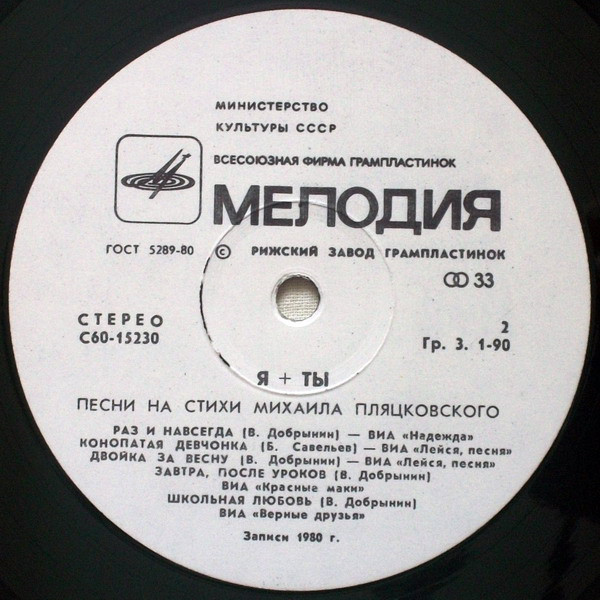 МИНИСТЕРСТВО
КУЛЬТУРЫ СССР
ВСЕСОЮЗНАЯ ФИРМА ГРАМПЛАСТИНОК
МЕЛОДИЯ
ГОСТ 5289-80 © РИЖСКИЙ ЗАВОД ГРАМПЛАСТИНОК
33
СТЕРЕО
С60-15230
2
Гр. 3. 1-90
Я + ТЫ
ПЕСНИ НА СТИХИ МИХАИЛА ПЛЯЦКОВСКОГО
РАЗ И НАВСЕГДА (В. Добрынин) — ВИА «Надежда»
КОНОПАТАЯ ДЕВЧОНКА (Б. Савельев) — ВИА «Лейся, песня»
ДВОЙКА ЗА ВЕСНУ (В. Добрынин) — ВИА «Лейся, песня»
ЗАВТРА, ПОСЛЕ УРОКОВ (В. Добрынин)
ВИА «Красные маки»
ШКОЛЬНАЯ ЛЮБОВЬ (В. Добрынин)
ВИА «Верные друзья»
Записи 1980 г.